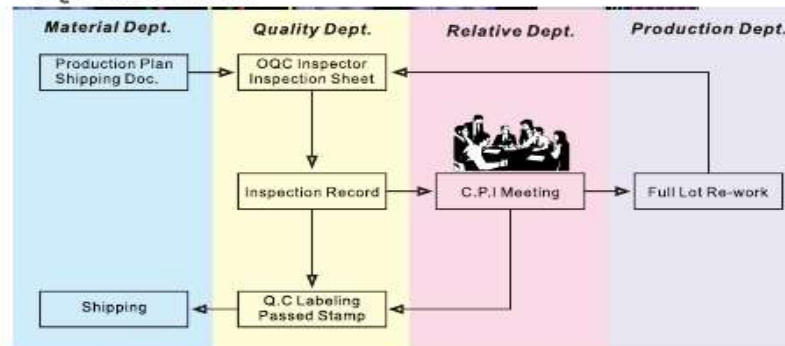 Material Dept. Quality Dept. Relative Dept. Production Dept.
Production Plan
Shipping Doc.
OQC Inspector
Inspection Sheet
Inspection Record
C.P.I Meeting
Full Lot Re-work
Shipping
Q.C Labeling
Passed Stamp